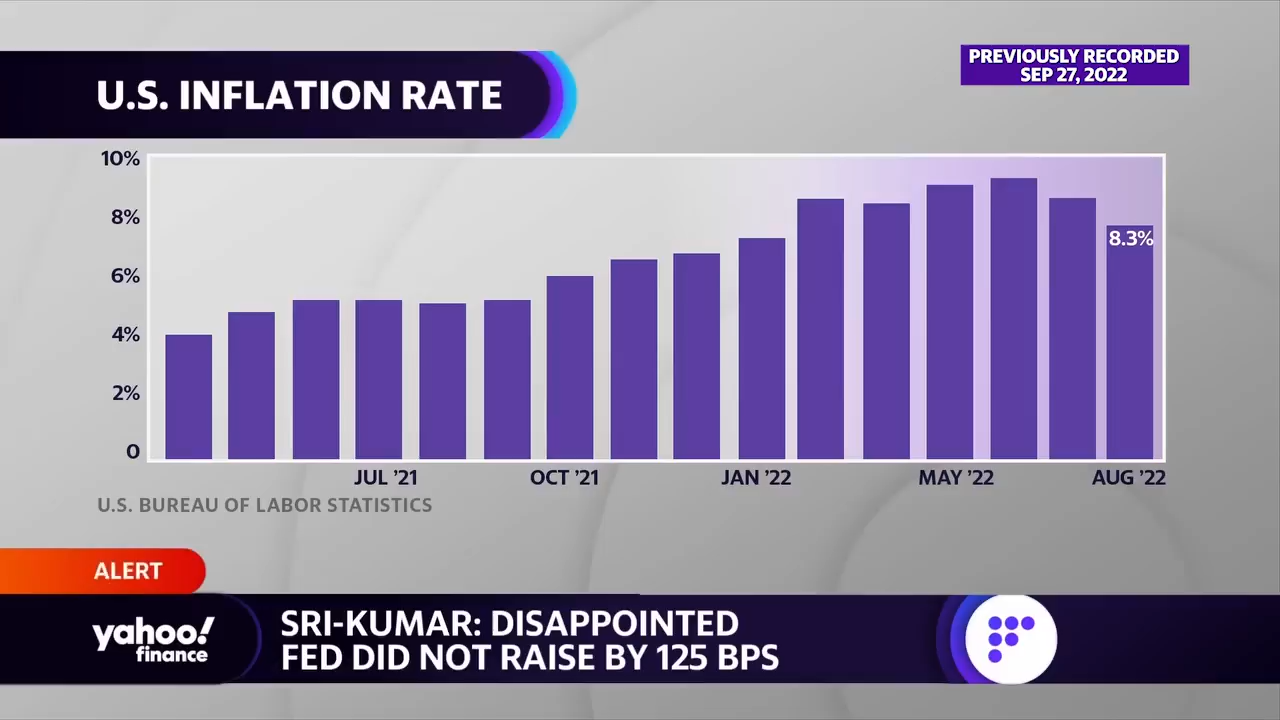 PREVIOUSLY RECORDED
SEP 27, 2022
U.S. INFLATION RATE
10%
8%
6%
4%
2%
0
8.3%
JUL ’21
OCT ’21
JAN ’22
MAY ’22
AUG ’22
U.S. BUREAU OF LABOR STATISTICS
ALERT
yahoo!
finance
SRI-KUMAR: DISAPPOINTED
FED DID NOT RAISE BY 125 BPS